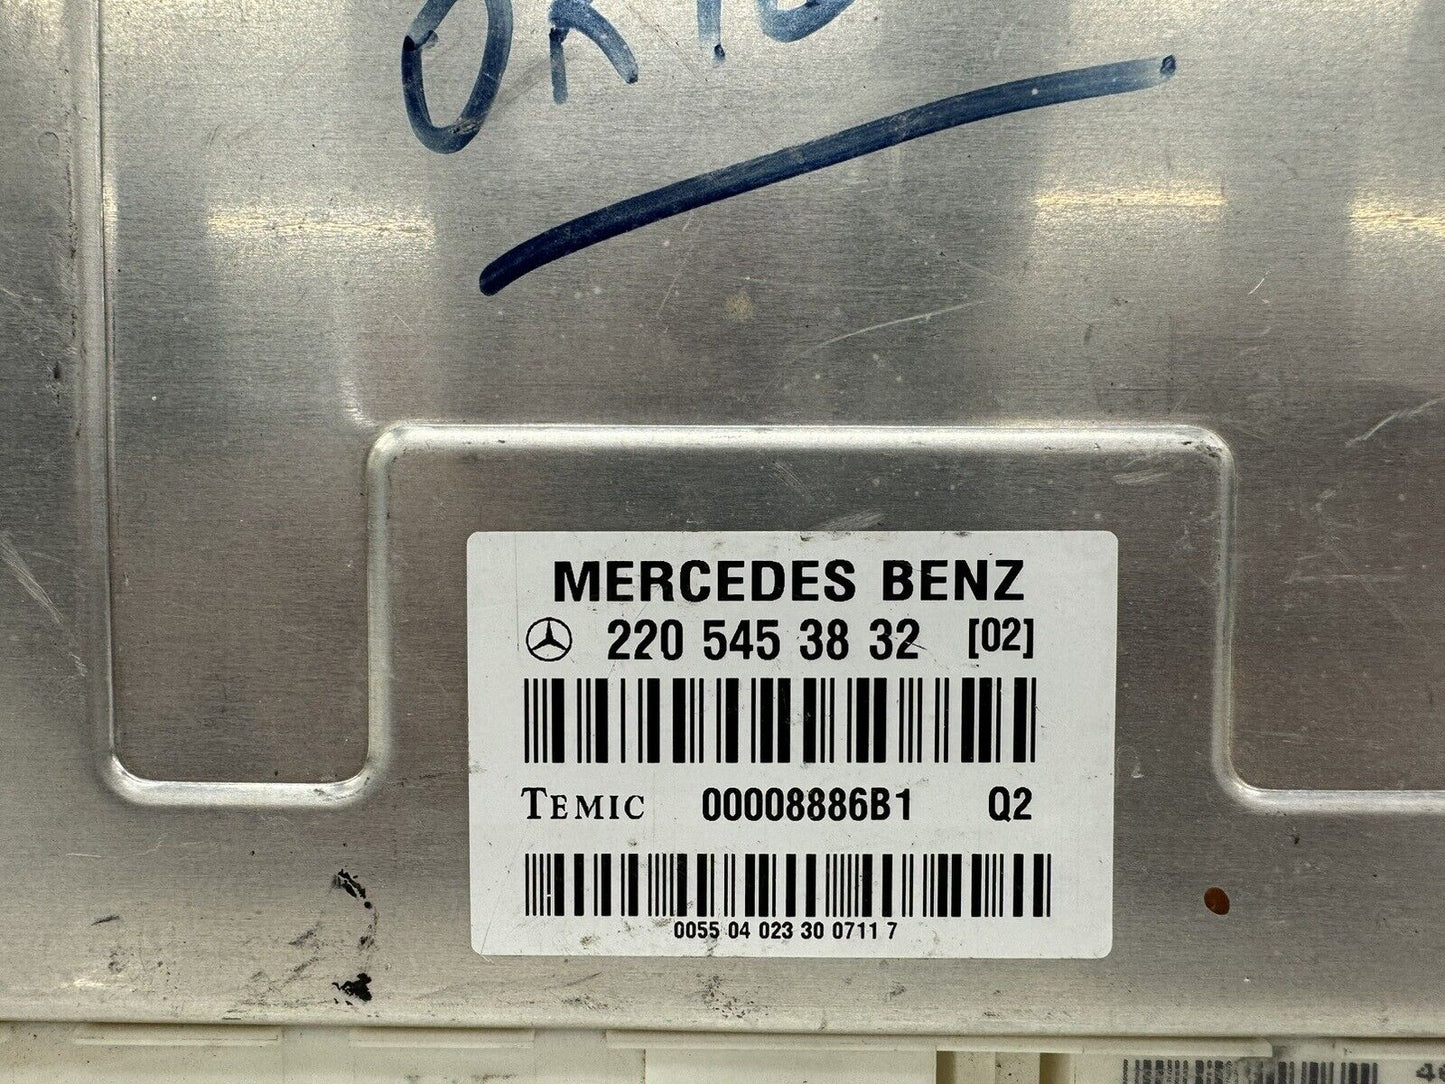 MERCEDES BENZ
220 545 38 32 [02]
TEMIC 00008886B1 Q2
0055 04 023 30 0711 7